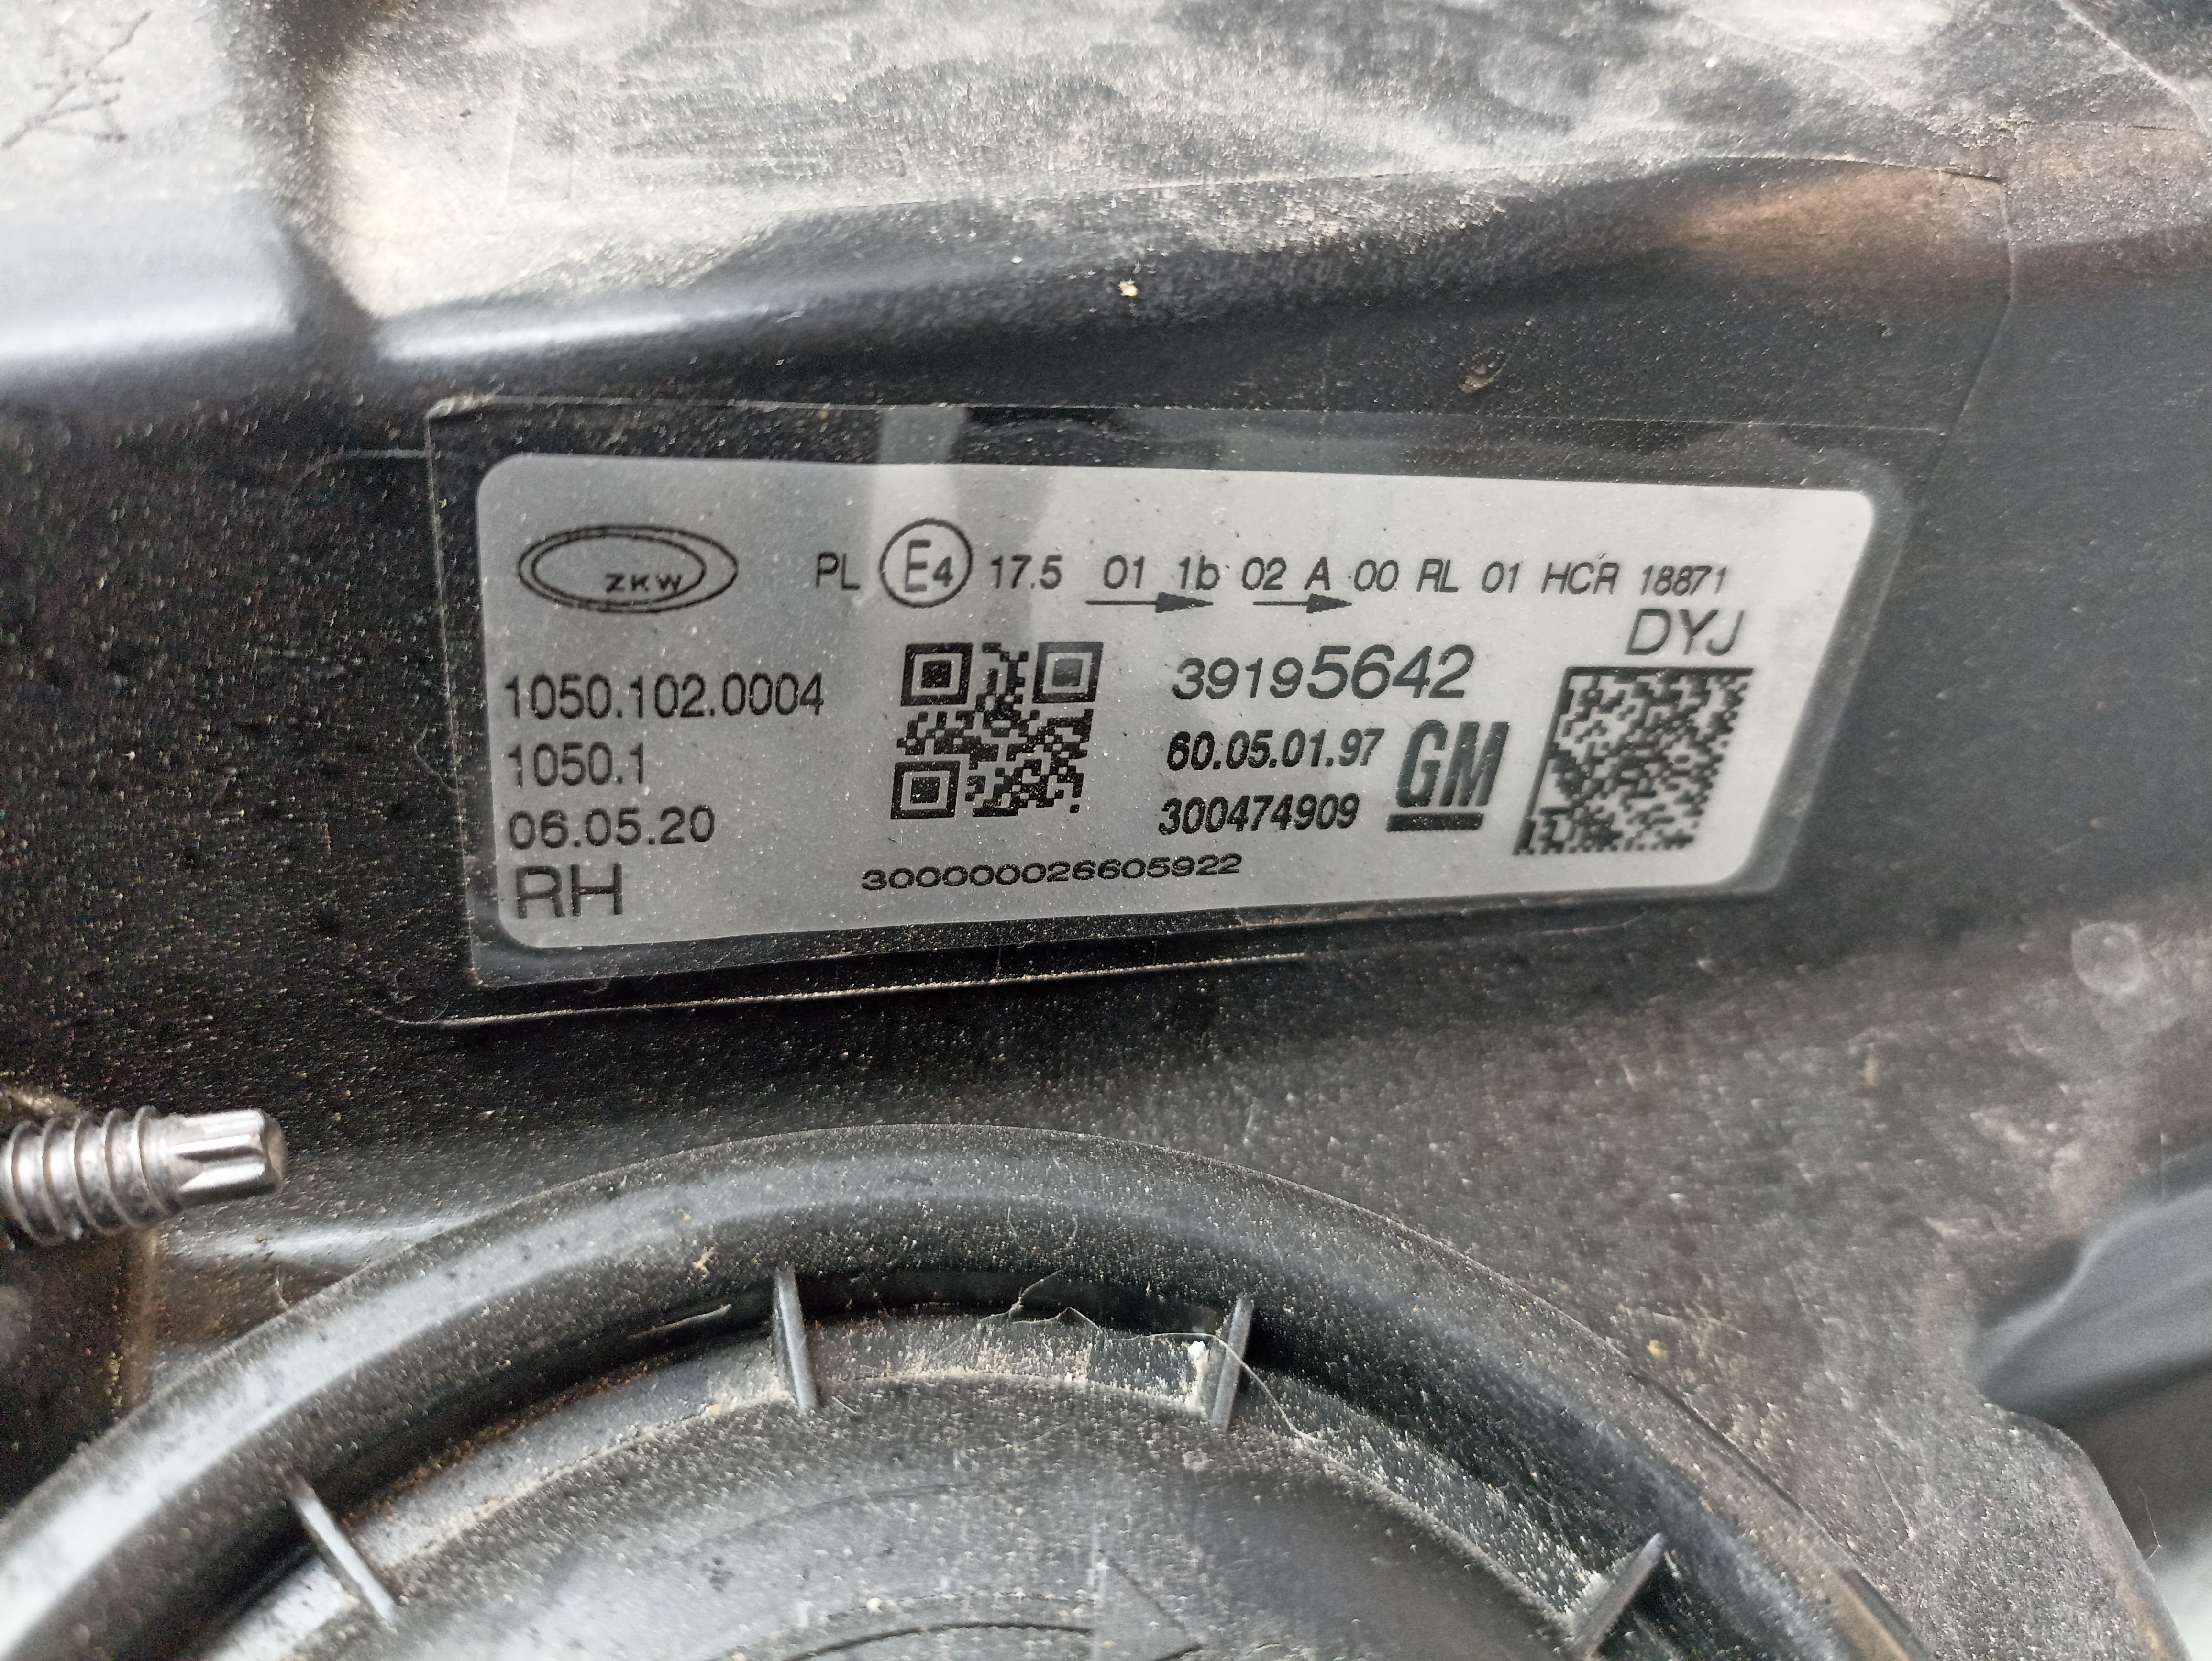 ZKW
PL E4 17.5 01 1b 02 A 00 RL 01 HCR 18871
DYJ
1050.102.0004
1050.1
06.05.20
RH
39195642
60.05.01.97
300474909
GM
300000026605922